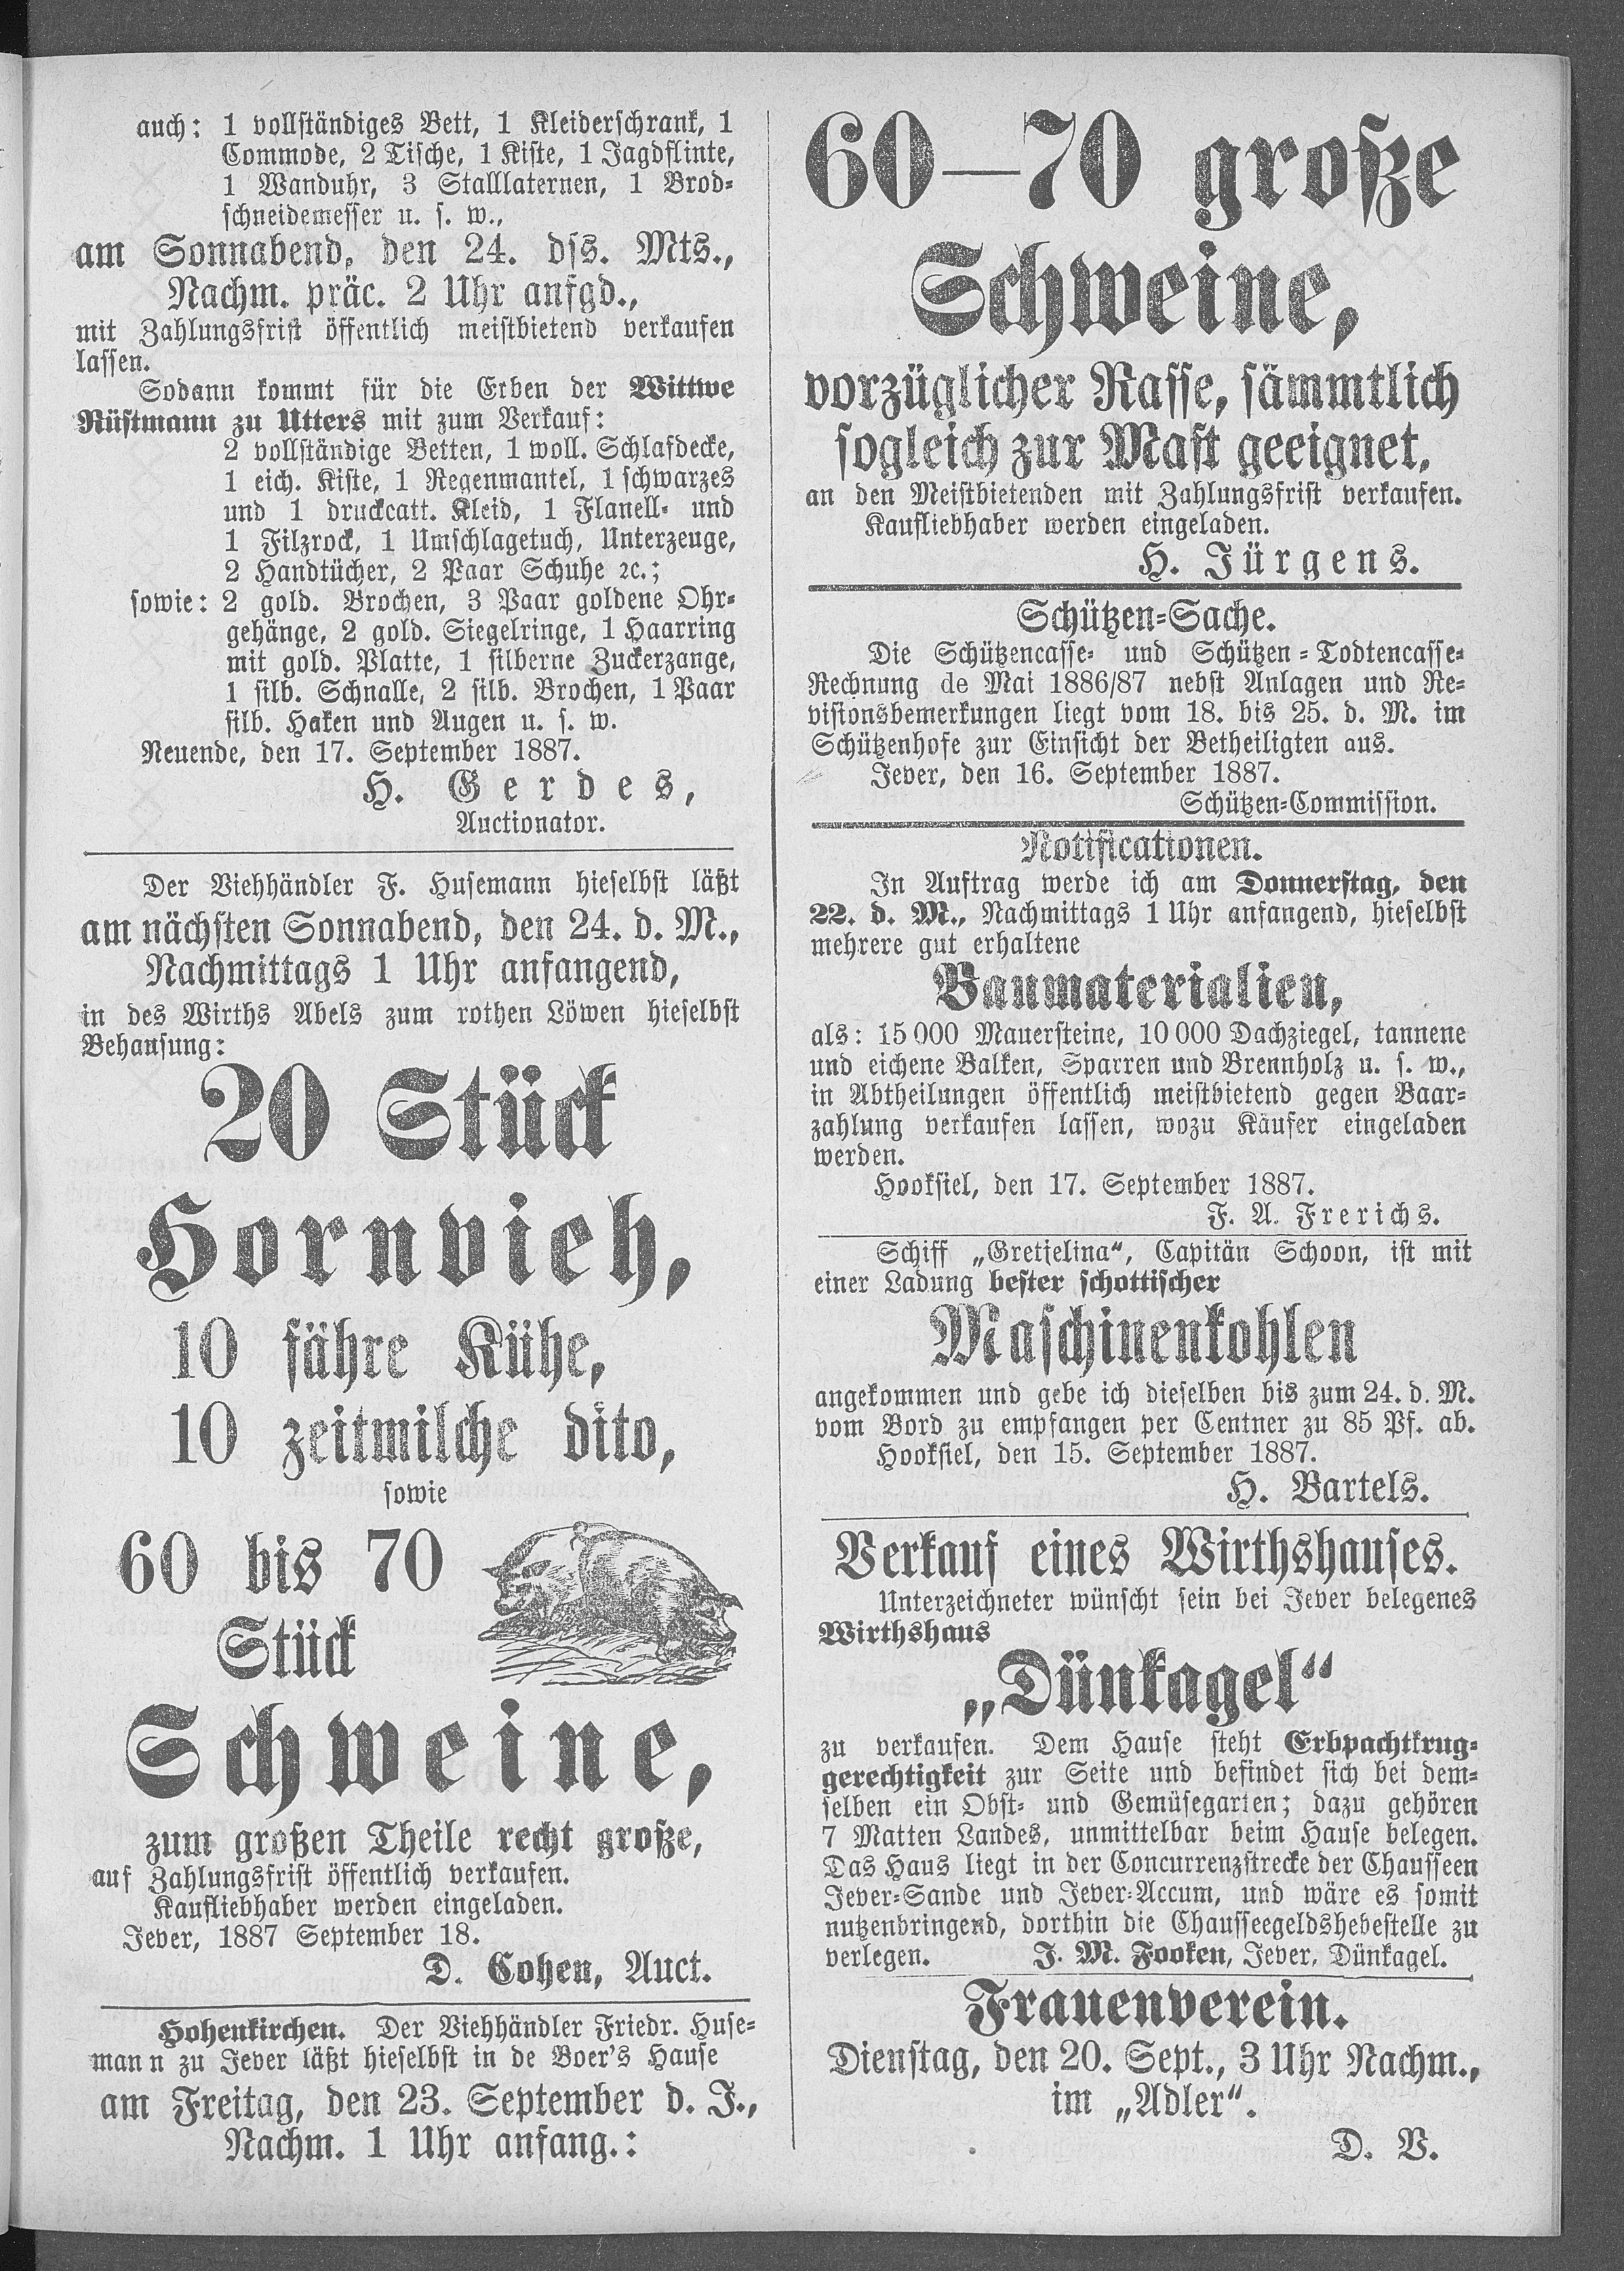 auch: 1 vollständiges Bett, 1 Kleiderschrank, 1
Commode, 2 Tische, 1 Kiste, 1 Jagdflinte,
1 Wanduhr, 3 Stalllaternen, 1 Brod-
schneidemesser u. s. w.,
am Sonnabend, den 24. dss. Mts.,
Nachm. präc. 2 Uhr anfgd.,
mit Zahlungsfrist öffentlich meistbietend verkaufen
lassen.
Sodann kommt für die Erben der Wittwe
Rüstmann zu Utters mit zum Verkauf:
2 vollständige Betten, 1 woll. Schlafdecke,
1 eich. Kiste, 1 Regenmantel, 1 schwarzes
und 1 druckcatt. Kleid, 1 Flanell- und
1 Filzrock, 1 Umschlagetuch, Unterzeuge,
2 Handtücher, 2 Paar Schuhe ꝛc.;
sowie: 2 gold. Brochen, 3 Paar goldene Ohr-
gehänge, 2 gold. Siegelringe, 1 Haarring
mit gold. Platte, 1 silberne Zuckerzange,
1 silb. Schnalle, 2 silb. Brochen, 1 Paar
silb. Haken und Augen u. s. w.
Neuende, den 17. September 1887.
H. Gerdes,
Auctionator.
Der Viehhändler F. Husemann hieselbst läßt
am nächsten Sonnabend, den 24. d. M.,
Nachmittags 1 Uhr anfangend,
in des Wirths Abels zum rothen Löwen hieselbst
Behausung:
20 Stück
Hornvieh,
10 fähre Kühe,
10 zeitmilche dito,
sowie
60 bis 70
Stück
Schweine,
zum großen Theile recht große,
auf Zahlungsfrist öffentlich verkaufen.
Kaufliebhaber werden eingeladen.
Jever, 1887 September 18.
D. Cohen, Auct.
Hohenkirchen. Der Viehhändler Friedr. Huse-
mann zu Jever läßt hieselbst in de Boer's Hause
am Freitag, den 23. September d. J.,
Nachm. 1 Uhr anfang.:
60—70 große
Schweine,
vorzüglicher Rasse, sämmtlich
sogleich zur Mast geeignet,
an den Meistbietenden mit Zahlungsfrist verkaufen.
Kaufliebhaber werden eingeladen.
H. Jürgens.
Schützen-Sache.
Die Schützencasse- und Schützen-Todtencasse-
Rechnung de Mai 1886/87 nebst Anlagen und Re-
visionsbemerkungen liegt vom 18. bis 25. d. M. im
Schützenhofe zur Einsicht der Betheiligten aus.
Jever, den 16. September 1887.
Schützen-Commission.
Notificationen.
In Auftrag werde ich am Donnerstag, den
22. d. M., Nachmittags 1 Uhr anfangend, hieselbst
mehrere gut erhaltene
Baumaterialien,
als: 15 000 Mauersteine, 10 000 Dachziegel, tannene
und eichene Balken, Sparren und Brennholz u. s. w.,
in Abtheilungen öffentlich meistbietend gegen Baar-
zahlung verkaufen lassen, wozu Käufer eingeladen
werden.
Hooksiel, den 17. September 1887.
F. A. Frerichs.
Schiff „Gretjelina“, Capitän Schoon, ist mit
einer Ladung bester schottischer
Maschinenkohlen
angekommen und gebe ich dieselben bis zum 24. d. M.
vom Bord zu empfangen per Centner zu 85 Pf. ab.
Hooksiel, den 15. September 1887.
H. Bartels.
Verkauf eines Wirthshauses.
Unterzeichneter wünscht sein bei Jever belegenes
Wirthshaus
„Dünkagel“
zu verkaufen. Dem Hause steht Erbpachtkrug-
gerechtigkeit zur Seite und befindet sich bei dem-
selben ein Obst- und Gemüsegarten; dazu gehören
7 Matten Landes, unmittelbar beim Hause belegen.
Das Haus liegt in der Concurrenzstrecke der Chausseen
Jever-Sande und Jever-Accum, und wäre es somit
nutzenbringend, dorthin die Chausseegeldshebestelle zu
verlegen. J. M. Fooken, Jever, Dünkagel.
Frauenverein.
Dienstag, den 20. Sept., 3 Uhr Nachm.,
im „Adler“.
D. V.